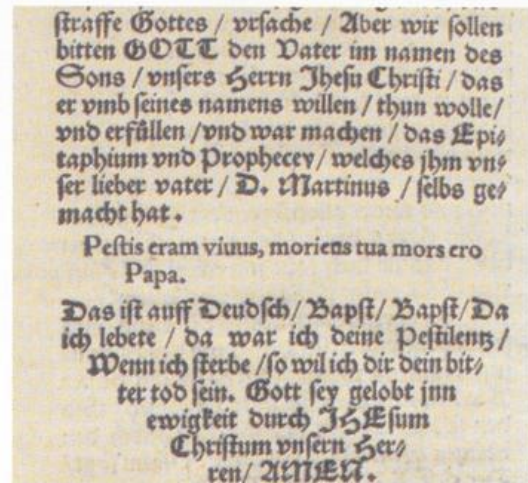 straffe Gottes / vrsache / Aber wir sollen
bitten GOTT den Vater im namen des
Sons / vnsers Herrn Jhesu Christi / das
er vmb seines namens willen / thun wolle /
vnd erfüllen / vnd war machen / das Epi⸗
taphium vnd Prophecey / welches jhm vn⸗
ser lieber vater / D. Martinus / selbs ge⸗
macht hat.
Pestis eram viuus, moriens tua mors ero
Papa.
Das ist auff Deudsch / Bapst / Bapst / Da
ich lebete / da war ich deine Pestilentz /
Wenn ich sterbe / so wil ich dir dein bit⸗
ter tod sein. Gott sey gelobt jnn
ewigkeit durch JHEsum
Christum vnsern Her⸗
ren / AMEN.